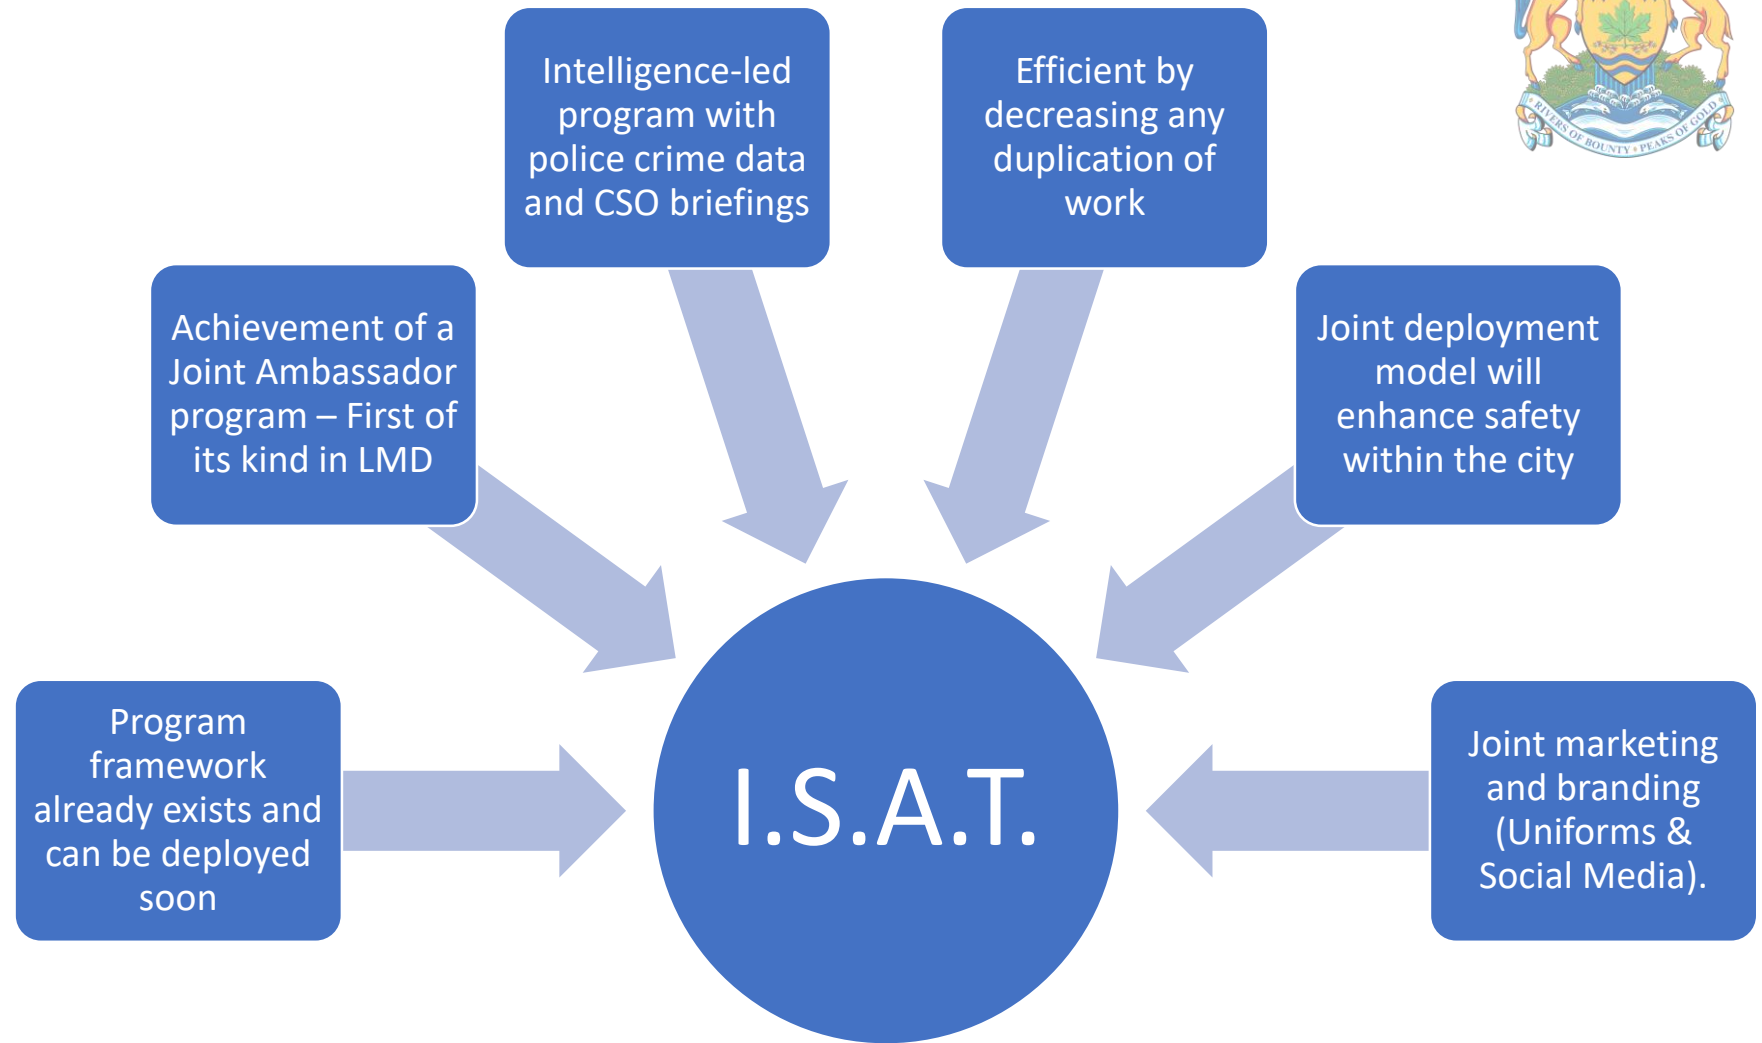 Intelligence-led
program with
police crime data
and CSO briefings
Efficient by
decreasing any
duplication of
work
RIVERS OF BOUNTY • PEAKS OF GOLD
Achievement of a
Joint Ambassador
program – First of
its kind in LMD
Joint deployment
model will
enhance safety
within the city
Program
framework
already exists and
can be deployed
soon
I.S.A.T.
Joint marketing
and branding
(Uniforms &
Social Media).